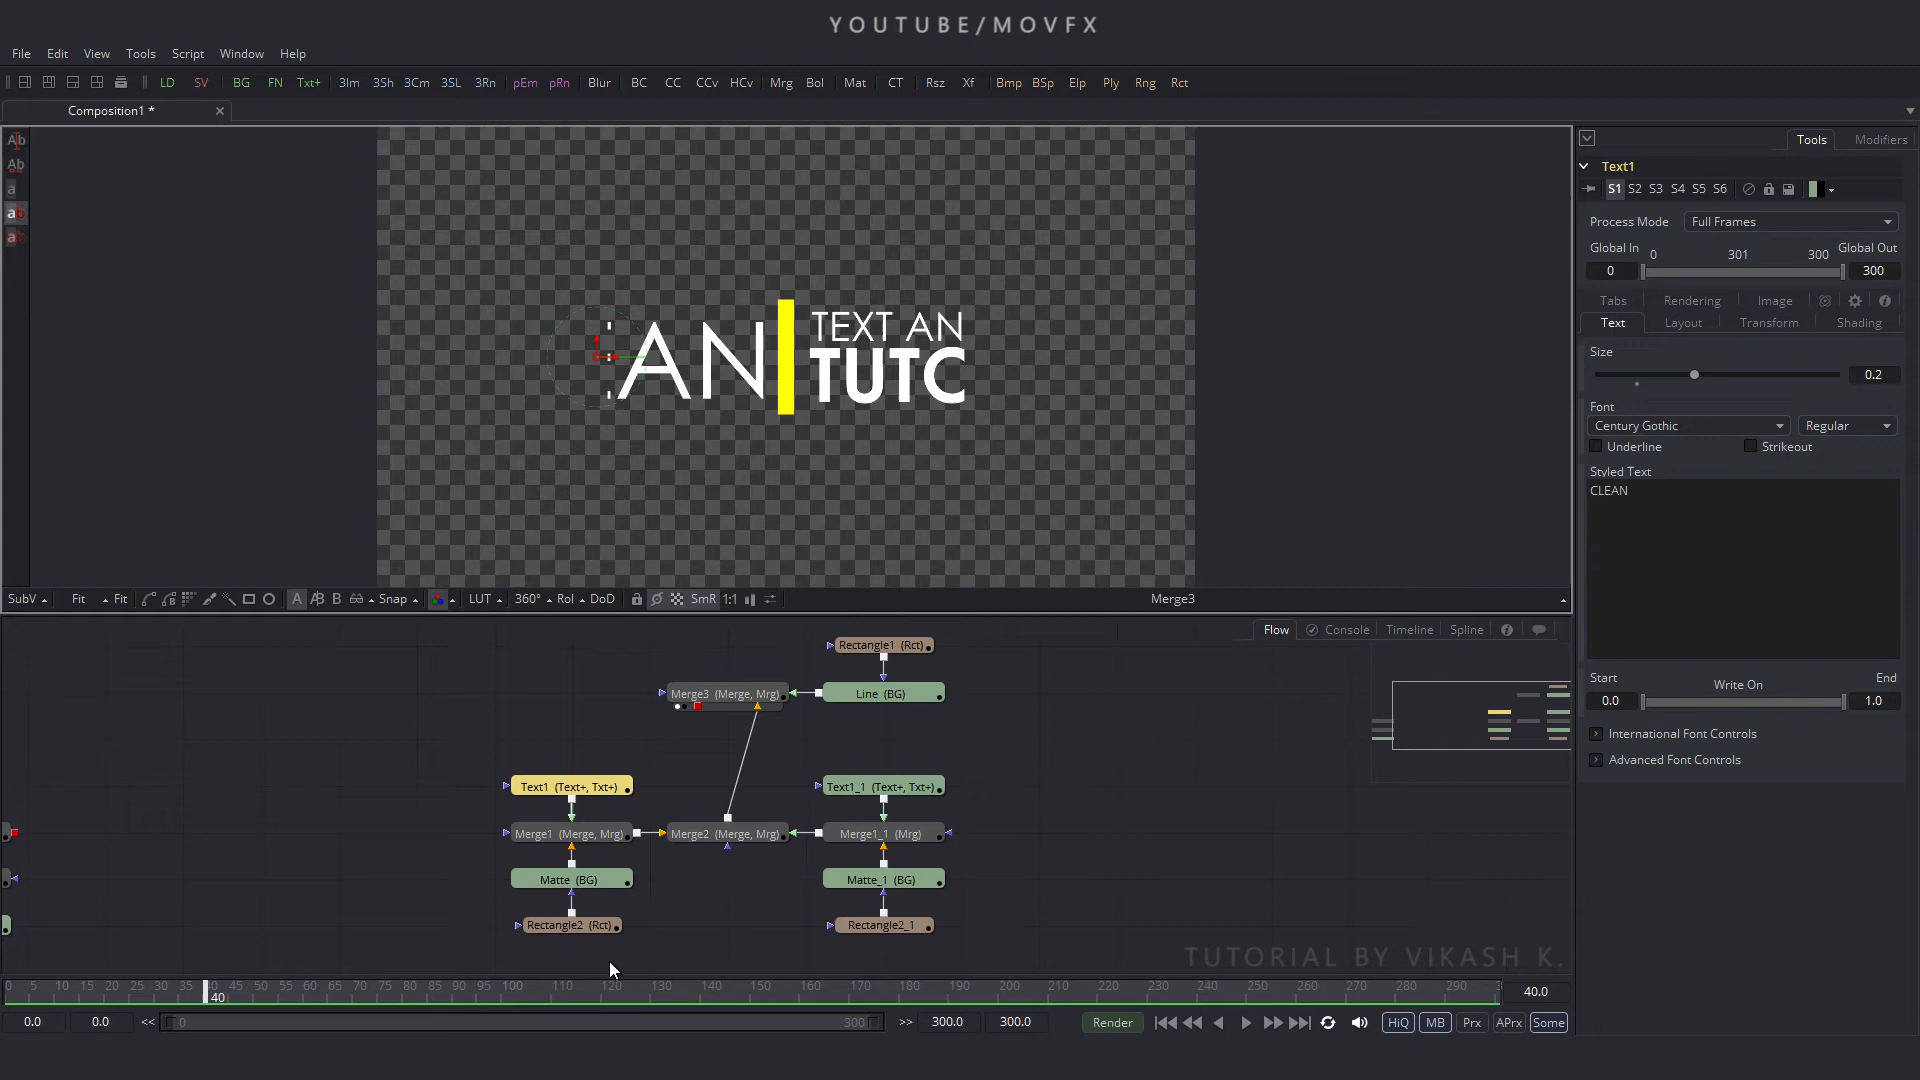 YOUTUBE/MOVFX
File Edit View Tools Script Window Help
LD SV BG FN Txt+ 3Im 3Sh 3Cm 3SL 3Rn pEm pRn Blur BC CC CCv HCv Mrg Bol Mat CT Rsz Xf Bmp BSp Elp Ply Rng Rct
Composition1 *
Ab
Ab
a
ab
a
AN
TEXT AN
TUTC
SubV Fit Fit A B Snap LUT 360° RoI DoD SmR 1:1 Merge3
Tools Modifiers
Text1
S1 S2 S3 S4 S5 S6
Process Mode Full Frames
Global In 0 301 300 Global Out
0 300
Tabs Rendering Image
Text Layout Transform Shading
Size
0.2
Font
Century Gothic Regular
Underline Strikeout
Styled Text
CLEAN
Start Write On End
0.0 1.0
International Font Controls
Advanced Font Controls
Flow Console Timeline Spline
Rectangle1 (Rct)
Merge3 (Merge, Mrg) Line (BG)
Text1 (Text+, Txt+) Text1_1 (Text+, Txt+)
Merge1 (Merge, Mrg) Merge2 (Merge, Mrg) Merge1_1 (Mrg)
Matte (BG) Matte_1 (BG)
Rectangle2 (Rct) Rectangle2_1
TUTORIAL BY VIKASH K.
0 5 10 15 20 25 30 35 40 45 50 55 60 65 70 75 80 85 90 95 100 110 120 130 140 150 160 170 180 190 200 210 220 230 240 250 260 270 280 290
40 40.0
0.0 0.0 << 0 300 >> 300.0 300.0 Render HiQ MB Prx APrx Some